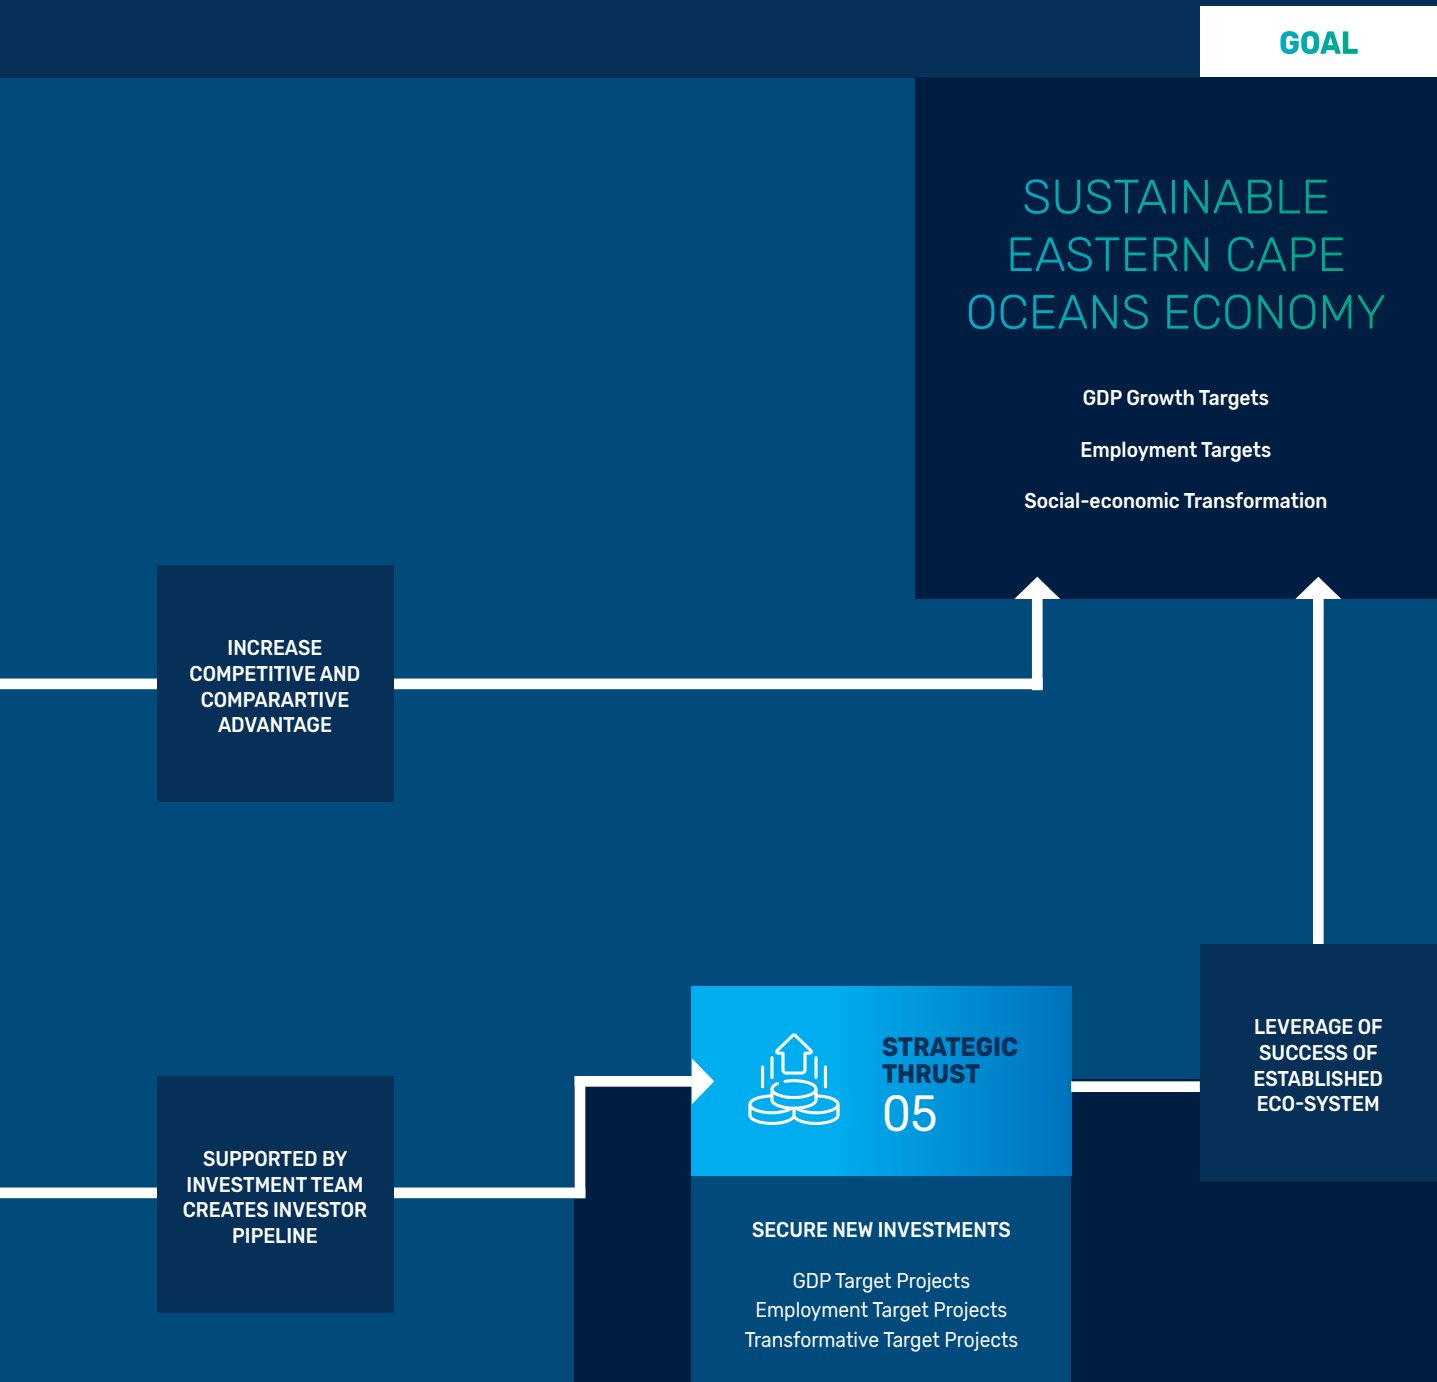 GOAL
SUSTAINABLE
EASTERN CAPE
OCEANS ECONOMY
GDP Growth Targets
Employment Targets
Social-economic Transformation
INCREASE
COMPETITIVE AND
COMPARARTIVE
ADVANTAGE
SUPPORTED BY
INVESTMENT TEAM
CREATES INVESTOR
PIPELINE
STRATEGIC
THRUST
05
SECURE NEW INVESTMENTS
GDP Target Projects
Employment Target Projects
Transformative Target Projects
LEVERAGE OF
SUCCESS OF
ESTABLISHED
ECO-SYSTEM